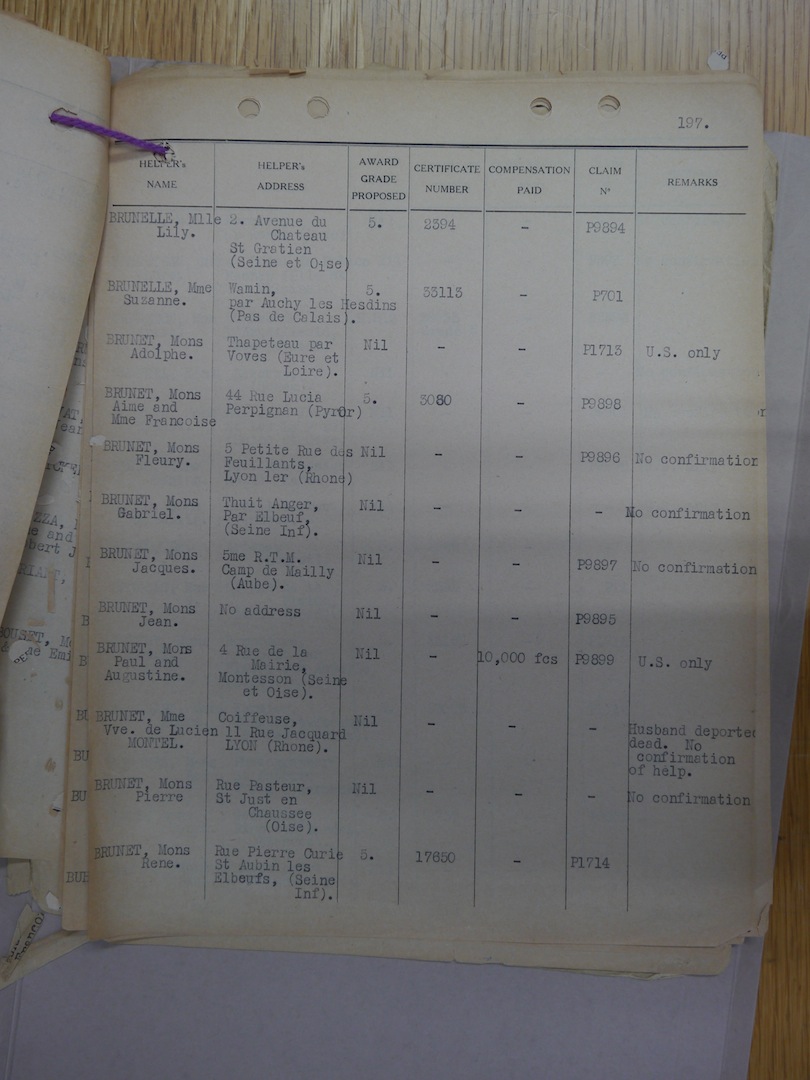 197.
HELPER's NAME | HELPER's ADDRESS | AWARD GRADE PROPOSED | CERTIFICATE NUMBER | COMPENSATION PAID | CLAIM Nº | REMARKS
BRUNELLE, Mlle 2. Avenue du 5. 2394 - P9894
Lily. Chateau
St Gratien
(Seine et Oise)
BRUNELLE, Mme Wamin, 5. 33113 - P701
Suzanne. par Auchy les Hesdins
(Pas de Calais).
BRUNET, Mons Thapeteau par Nil - - P1713 U.S. only
Adolphe. Voves (Eure et
Loire).
BRUNET, Mons 44 Rue Lucia 5. 3080 - P9898
Aime and Perpignan (Pyror)
Mme Francoise
BRUNET, Mons 5 Petite Rue des Nil - - P9896 No confirmation
Fleury. Feuillants,
Lyon 1er (Rhone)
BRUNET, Mons Thuit Anger, Nil - - - No confirmation
Gabriel. Par Elbeuf,
(Seine Inf).
BRUNET, Mons 5me R.T.M. Nil - - P9897 No confirmation
Jacques. Camp de Mailly
(Aube).
BRUNET, Mons No address Nil - - P9895
Jean.
BRUNET, Mons 4 Rue de la Nil - 10,000 fcs P9899 U.S. only
Paul and Mairie,
Augustine. Montesson (Seine
et Oise).
BRUNET, Mme Coiffeuse, Nil - - - Husband deported
Vve. de Lucien 11 Rue Jacquard dead. No
MONTEL. LYON (Rhone). confirmation
of help.
BRUNET, Mons Rue Pasteur, Nil - - - No confirmation
Pierre St Just en
Chaussee
(Oise).
BRUNET, Mons Rue Pierre Curie 5. 17650 - P1714
Rene. St Aubin les
Elbeufs, (Seine
Inf).